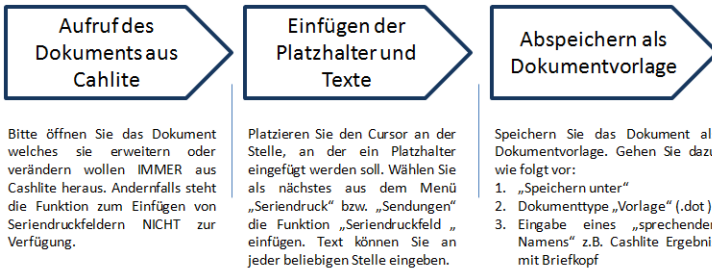 Aufruf des
Dokuments aus
Cahlite
Bitte öffnen Sie das Dokument
welches sie erweitern oder
verändern wollen IMMER aus
Cashlite heraus. Andernfalls steht
die Funktion zum Einfügen von
Seriendruckfeldern NICHT zur
Verfügung.
Einfügen der
Platzhalter und
Texte
Platzieren Sie den Cursor an der
Stelle, an der ein Platzhalter
eingefügt werden soll. Wählen Sie
als nächstes aus dem Menü
„Seriendruck" bzw. „Sendungen"
die Funktion „Seriendruckfeld „
einfügen. Text können Sie an
jeder beliebigen Stelle eingeben.
Abspeichern als
Dokumentvorlage
Speichern Sie das Dokument al
Dokumentvorlage. Gehen Sie dazu
wie folgt vor:
1. „Speichern unter"
2. Dokumenttype „Vorlage" (.dot)
3. Eingabe eines „sprechender
Namens" z.B. Cashlite Ergebni
mit Briefkopf